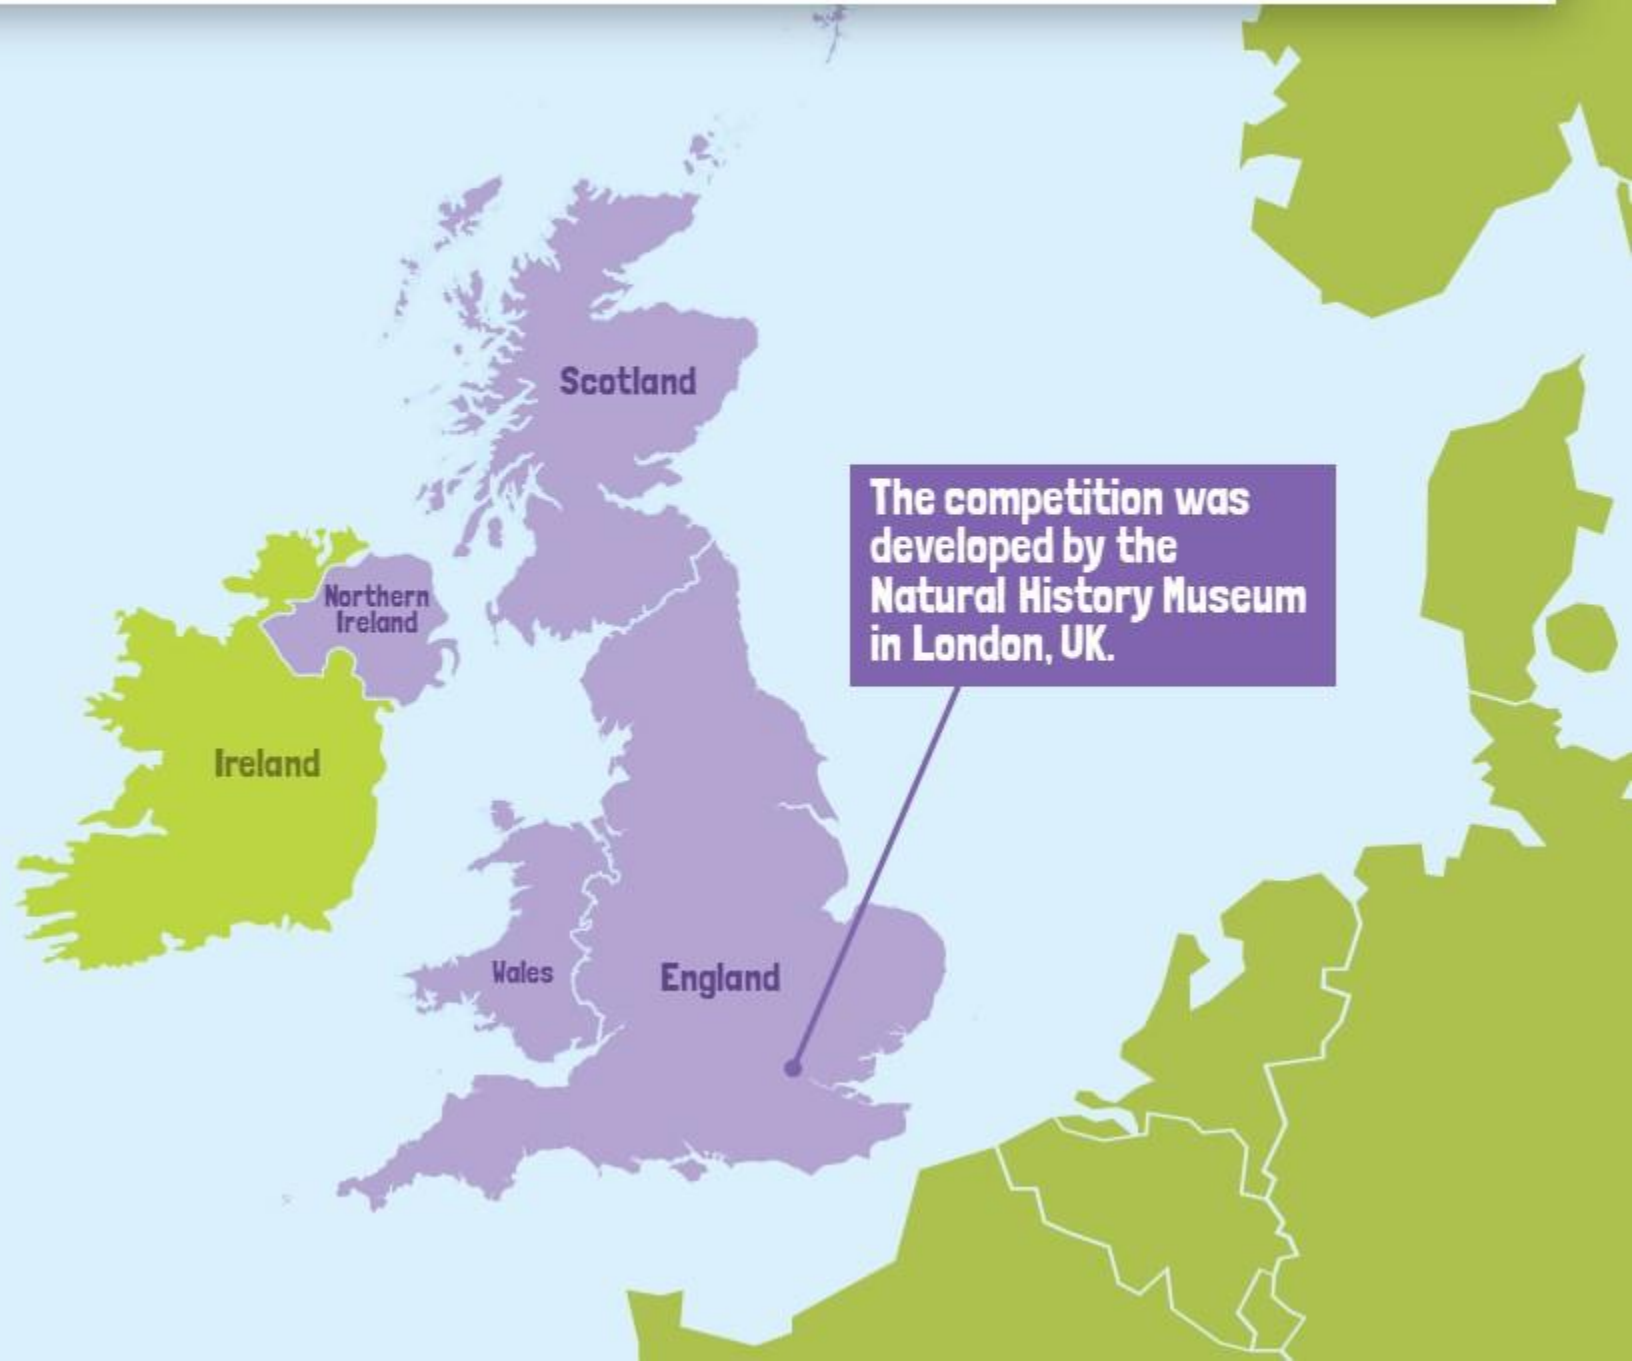 Scotland
The competition was
developed by the
Natural History Museum
in London, UK.
Northern
Ireland
Ireland
Wales
England